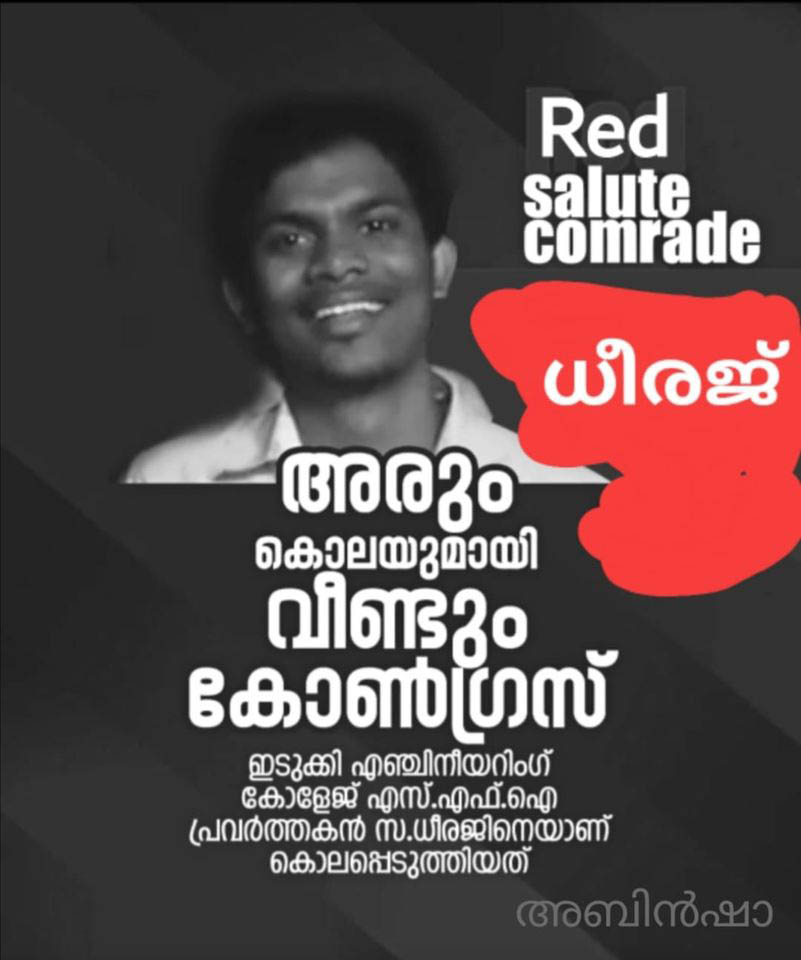 Red
salute
comrade
ധീരജ്
അരും
കൊലയുമായി
വീണ്ടും
കോൺഗ്രസ്
ഇടുക്കി എഞ്ചിനീയറിംഗ്
കോളേജ് എസ്.എഫ്.ഐ
പ്രവർത്തകൻ സ.ധീരജിനെയാണ്
കൊലപ്പെടുത്തിയത്
അബിൻഷാ